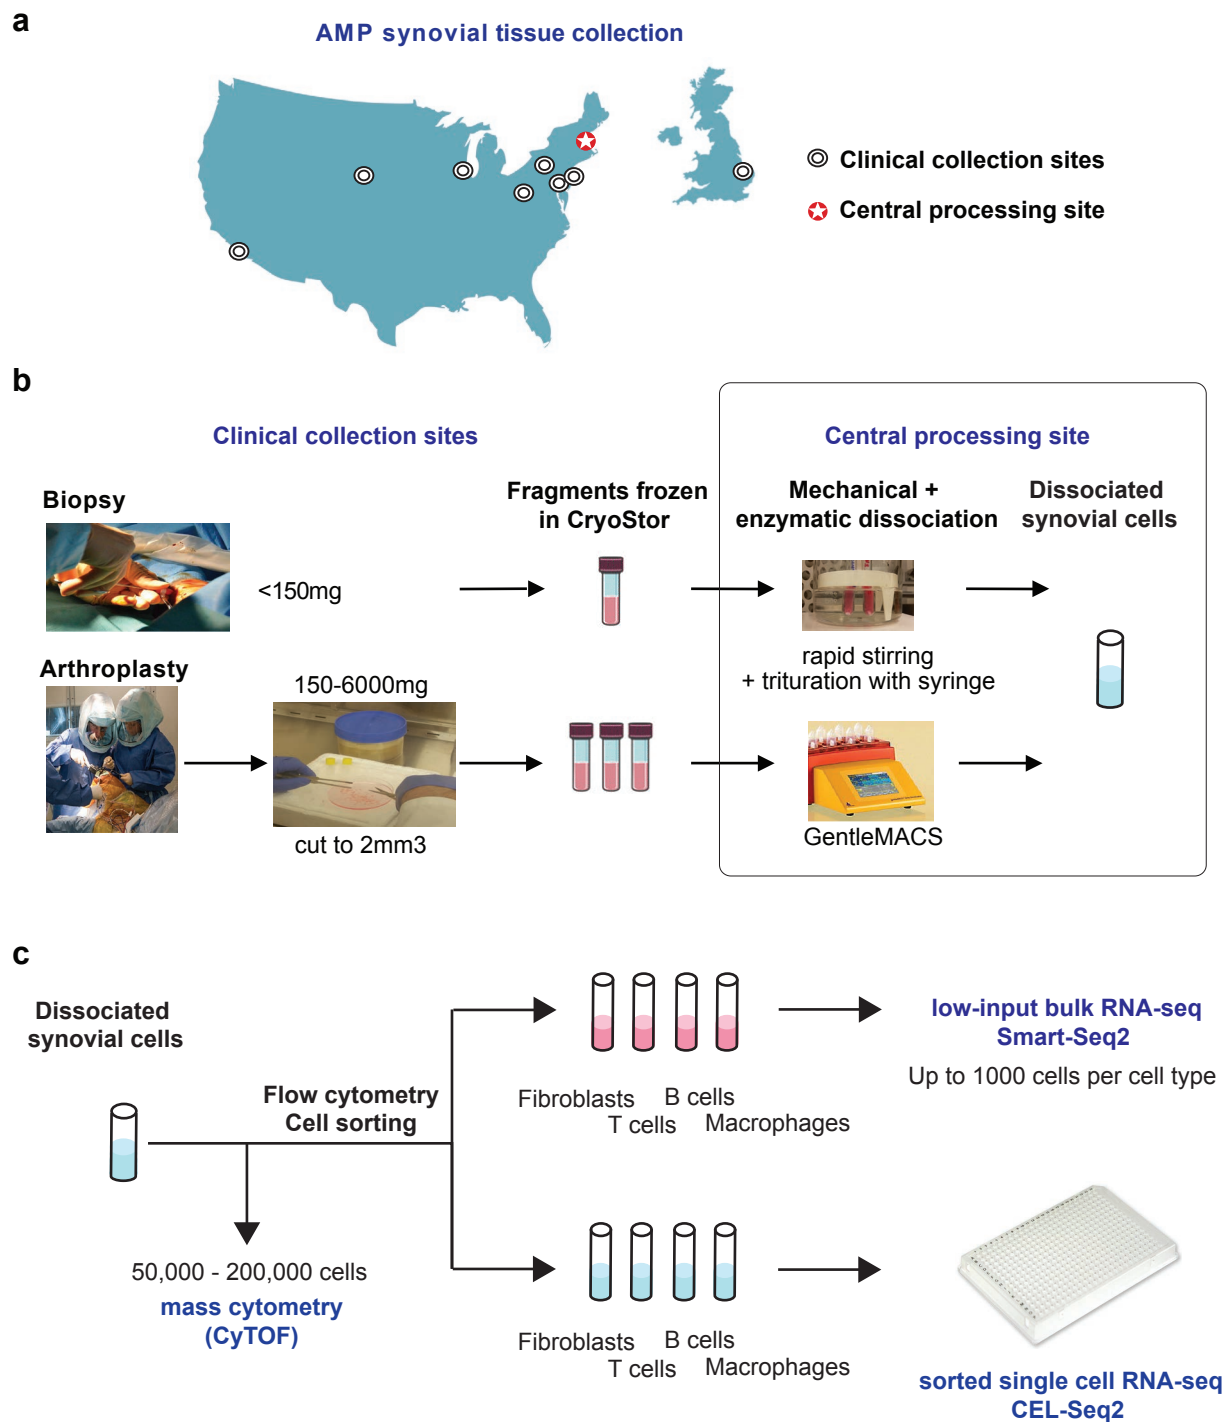 a
AMP synovial tissue collection
Clinical collection sites
Central processing site
b
Clinical collection sites
Central processing site
Biopsy
Fragments frozen
in CryoStor
Mechanical +
enzymatic dissociation
Dissociated
synovial cells
<150mg
rapid stirring
+ trituration with syringe
Arthroplasty
150-6000mg
cut to 2mm3
GentleMACS
c
Dissociated
synovial cells
Flow cytometry
Cell sorting
50,000 - 200,000 cells
mass cytometry
(CyTOF)
Fibroblasts
B cells
T cells
Macrophages
low-input bulk RNA-seq
Smart-Seq2
Up to 1000 cells per cell type
Fibroblasts
B cells
T cells
Macrophages
sorted single cell RNA-seq
CEL-Seq2